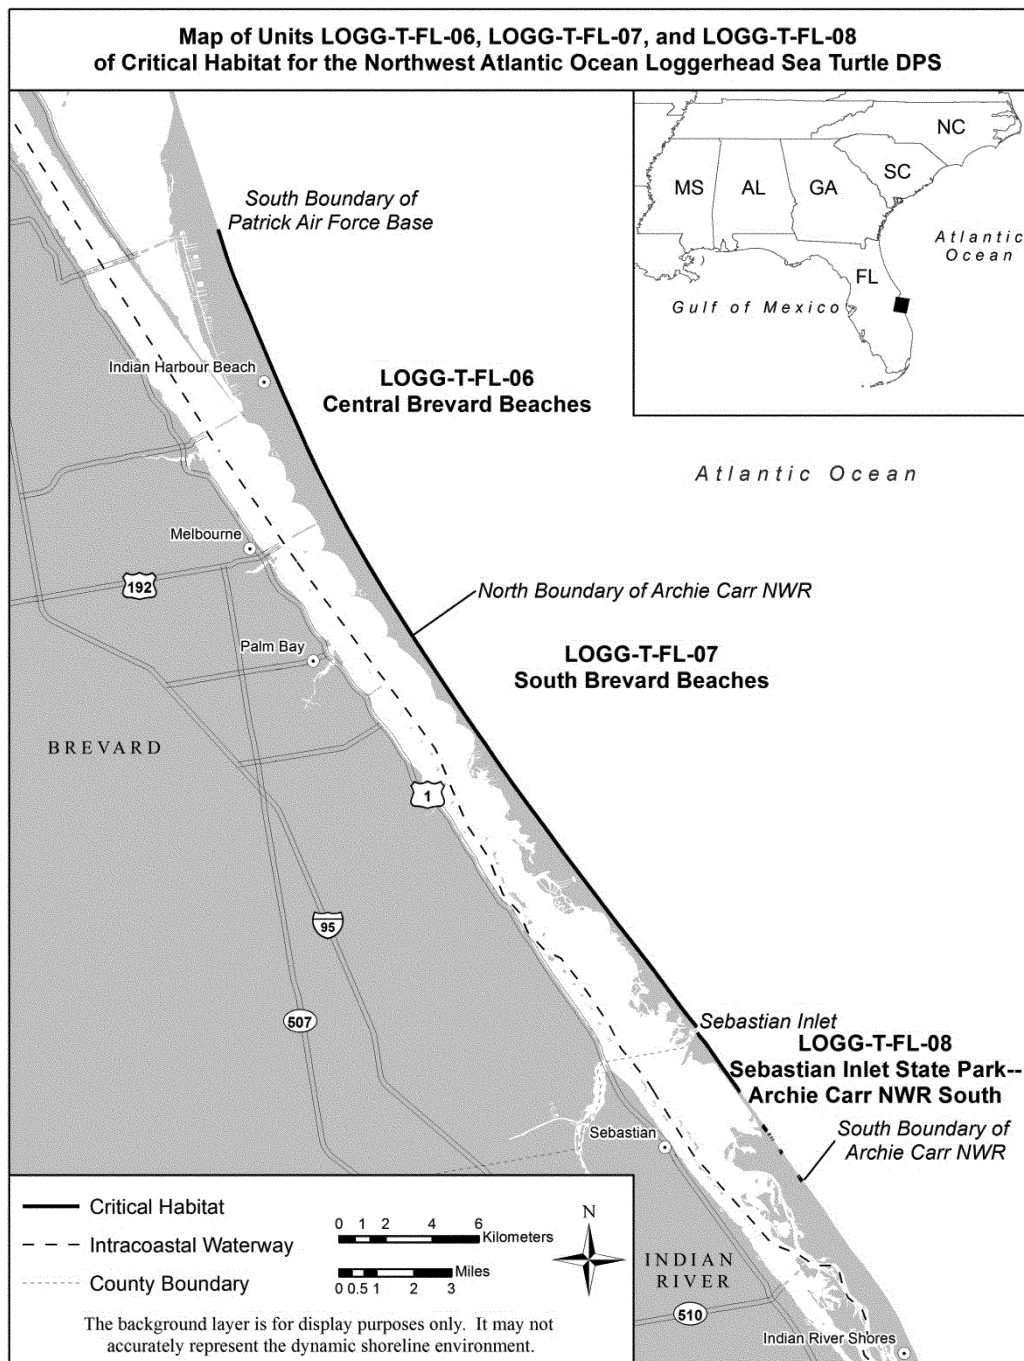 Map of Units LOGG-T-FL-06, LOGG-T-FL-07, and LOGG-T-FL-08
of Critical Habitat for the Northwest Atlantic Ocean Loggerhead Sea Turtle DPS
NC
SC
MS
AL
GA
FL
Atlantic
Ocean
Gulf of Mexico
South Boundary of
Patrick Air Force Base
Indian Harbour Beach
LOGG-T-FL-06
Central Brevard Beaches
Atlantic Ocean
Melbourne
192
North Boundary of Archie Carr NWR
Palm Bay
LOGG-T-FL-07
South Brevard Beaches
BREVARD
1
95
507
Sebastian Inlet
LOGG-T-FL-08
Sebastian Inlet State Park--
Archie Carr NWR South
South Boundary of
Archie Carr NWR
Sebastian
Critical Habitat
Intracoastal Waterway
County Boundary
0 1 2 4 6
Kilometers
Miles
0 0.5 1 2 3
N
The background layer is for display purposes only. It may not
accurately represent the dynamic shoreline environment.
INDIAN
RIVER
510
Indian River Shores